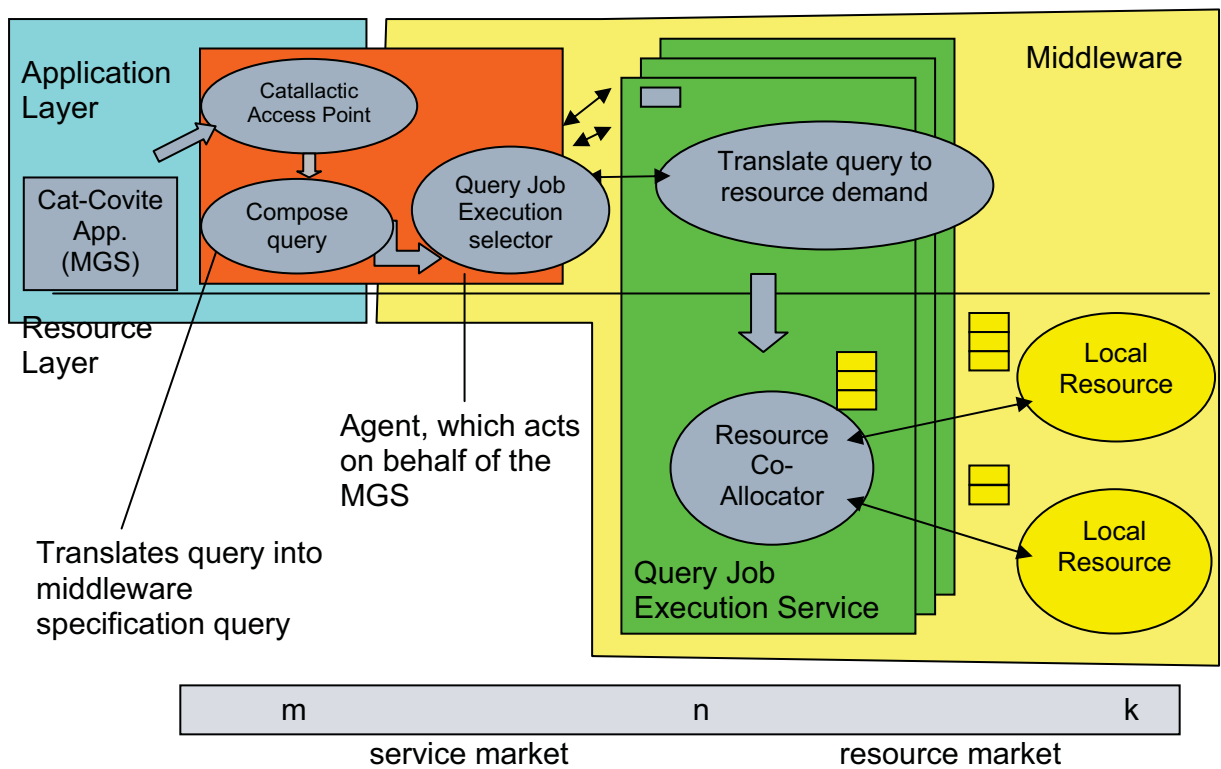 Application
Layer
Catallactic
Access Point
Middleware
Cat-Covite
App.
(MGS)
Compose
query
Query Job
Execution
selector
Translate query to
resource demand
Resource
Layer
Local
Resource
Agent, which acts
on behalf of the
MGS
Resource
Co-
Allocator
Local
Resource
Translates query into
middleware
specification query
Query Job
Execution Service
m
n
k
service market
resource market